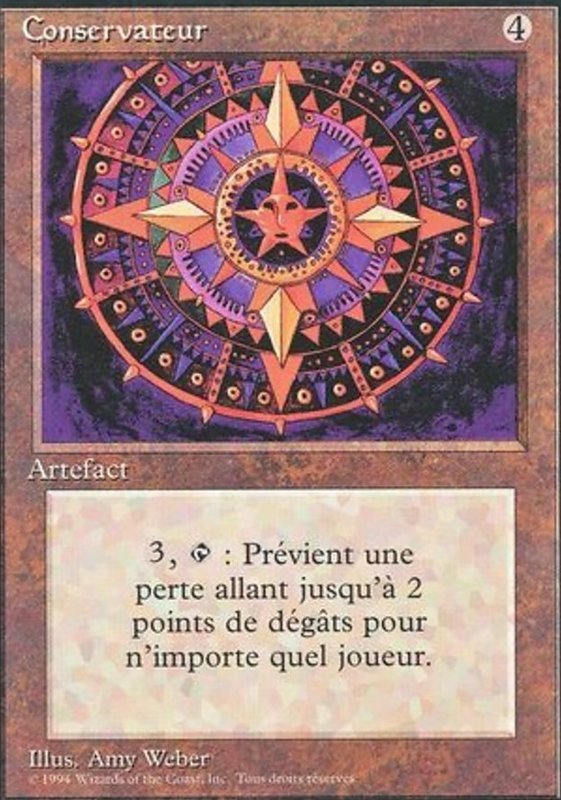 Conservateur 4
Artefact
3, : Prévient une
perte allant jusqu'à 2
points de dégâts pour
n'importe quel joueur.
Illus. Amy Weber
© 1994 Wizards of the Coast, Inc. Tous droits réservés